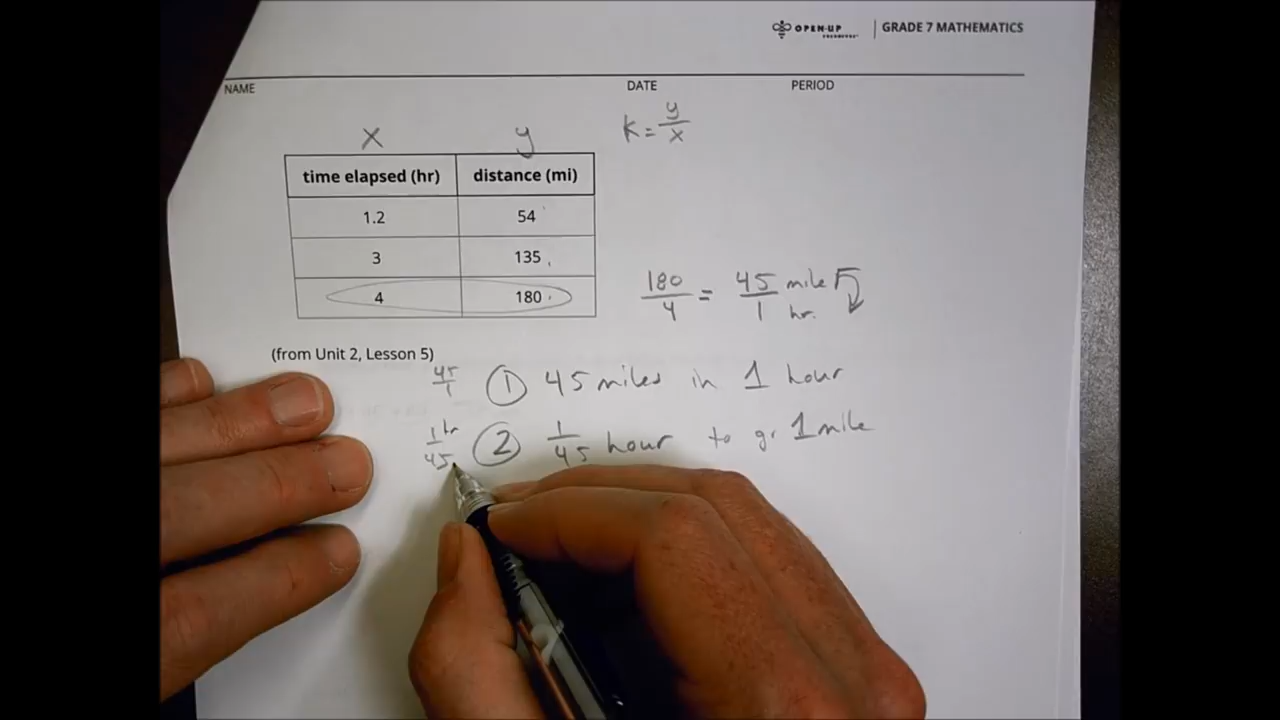 OPEN-UP GRADE 7 MATHEMATICS
NAME DATE PERIOD
k = y/x
x y
time elapsed (hr) distance (mi)
1.2 54
3 135
4 180
180/4 = 45/1 mile hr.
(from Unit 2, Lesson 5)
45/1 ① 45 miles in 1 hour
1 hr/45 ② 1/45 hour to go 1 mile